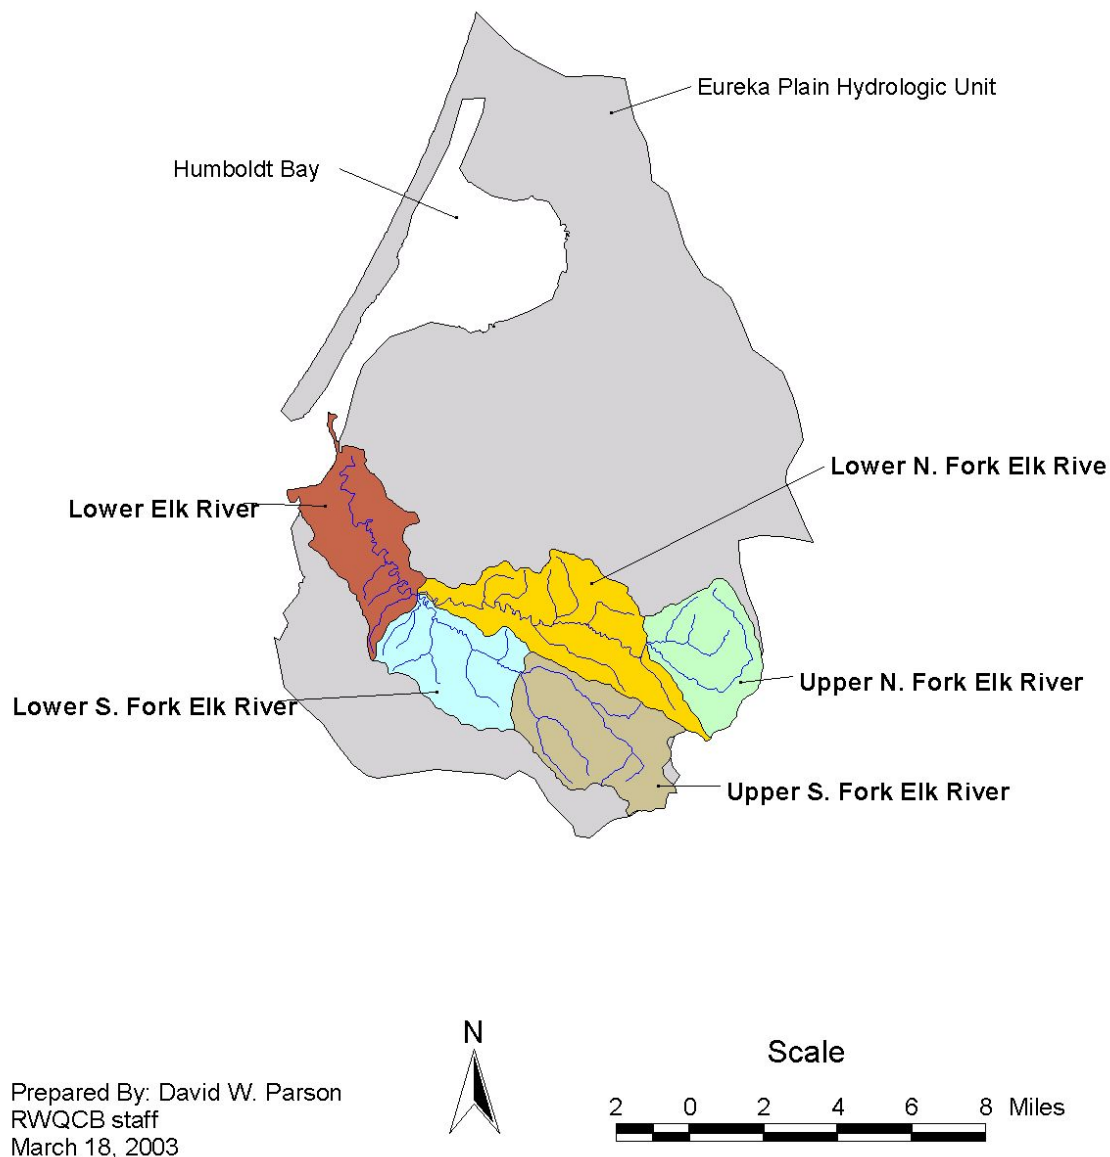 Eureka Plain Hydrologic Unit
Humboldt Bay
Lower N. Fork Elk Rive
Lower Elk River
Upper N. Fork Elk River
Lower S. Fork Elk River
Upper S. Fork Elk River
N
Scale
2 0 2 4 6 8 Miles
Prepared By: David W. Parson
RWQCB staff
March 18, 2003